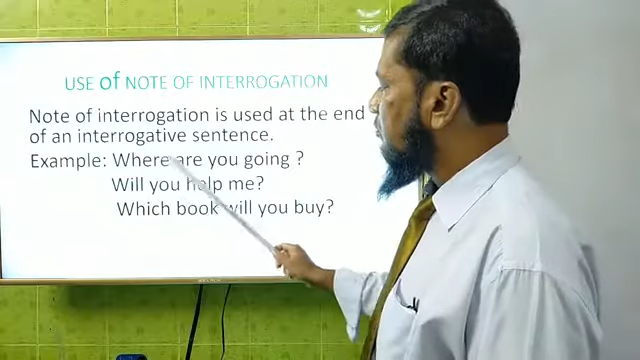 USE of NOTE OF INTERROGATION
Note of interrogation is used at the end
of an interrogative sentence.
Example: Where are you going ?
Will you help me?
Which book will you buy?